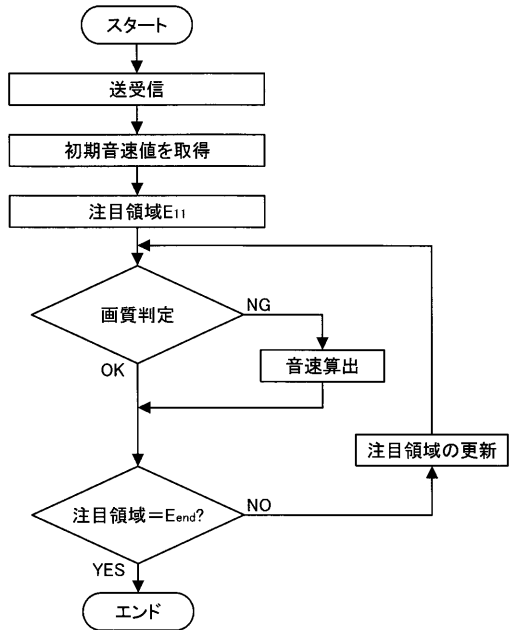 スタート
送受信
初期音速値を取得
注目領域E11
画質判定
NG
OK
音速算出
注目領域の更新
注目領域=Eend?
NO
YES
エンド